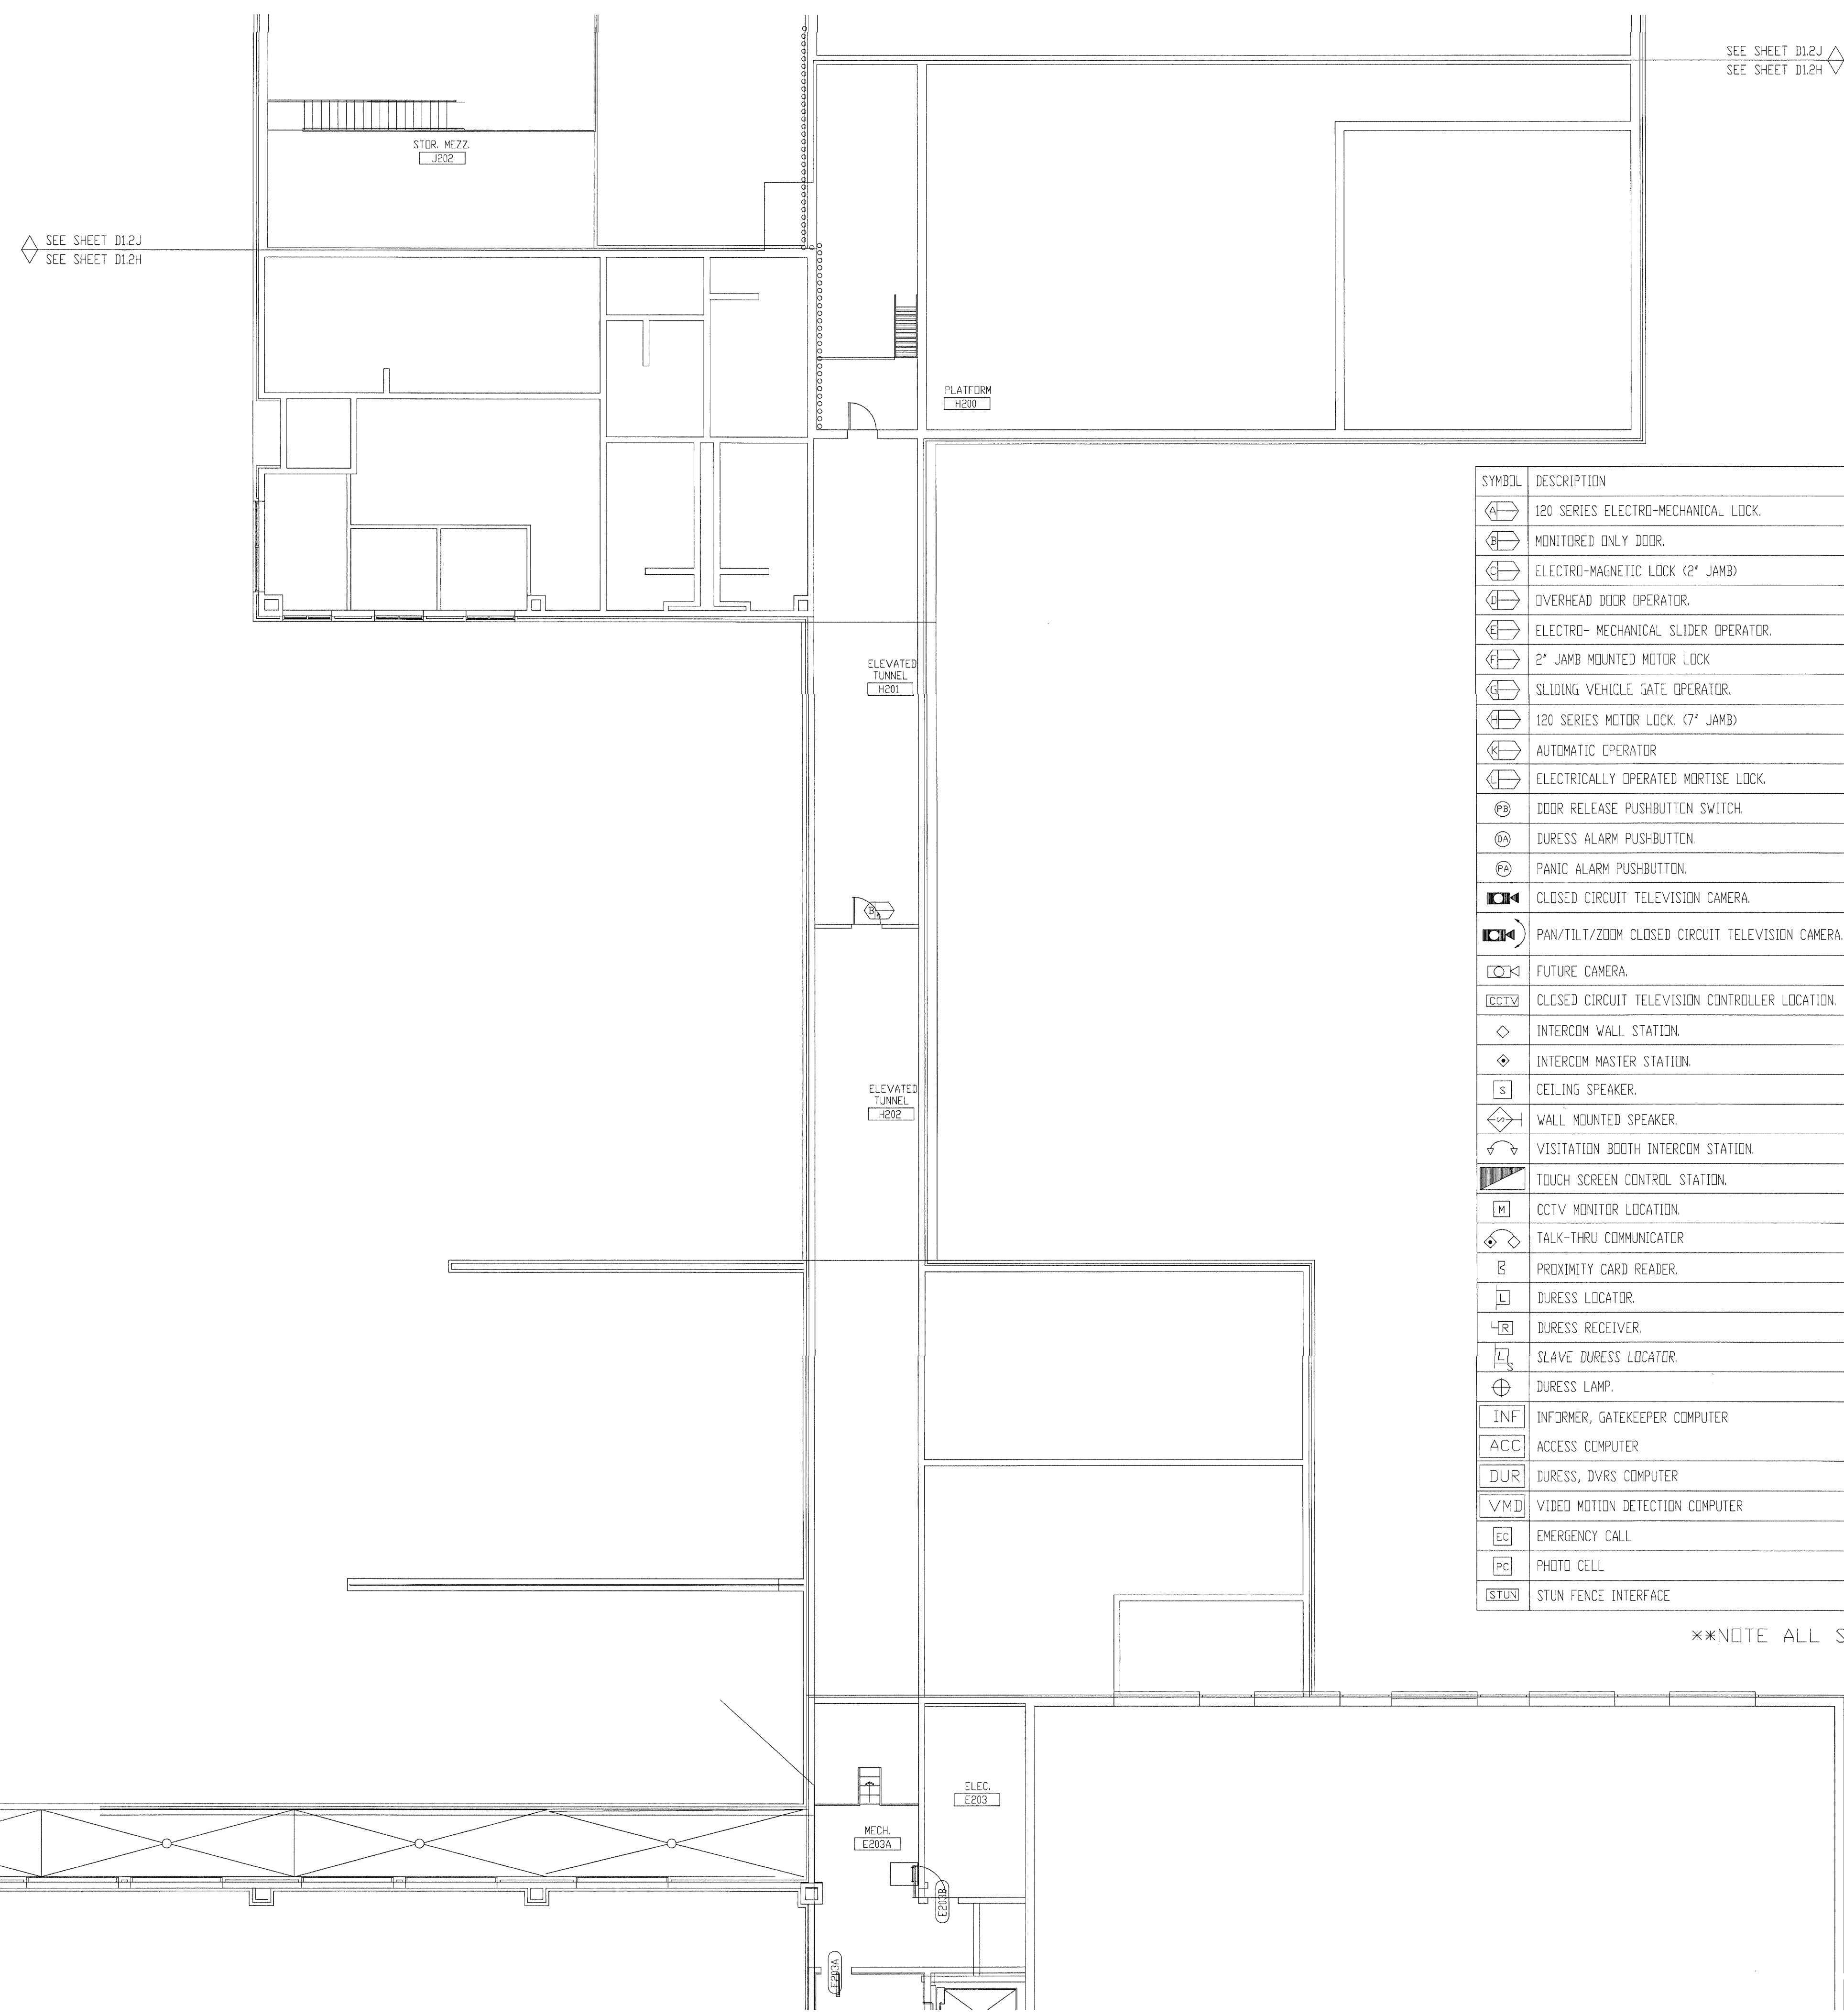 SEE SHEET D1.2J
SEE SHEET D1.2H
STOR. MEZZ.
J202
SEE SHEET D1.2J
SEE SHEET D1.2H
PLATFORM
H200
ELEVATED
TUNNEL
H201
B
ELEVATED
TUNNEL
H202
ELEC.
E203
MECH.
E203A
E203B
E203A
SYMBOL DESCRIPTION
A 120 SERIES ELECTRO-MECHANICAL LOCK.
B MONITORED ONLY DOOR.
C ELECTRO-MAGNETIC LOCK (2" JAMB)
D OVERHEAD DOOR OPERATOR.
E ELECTRO- MECHANICAL SLIDER OPERATOR.
F 2" JAMB MOUNTED MOTOR LOCK
G SLIDING VEHICLE GATE OPERATOR.
H 120 SERIES MOTOR LOCK. (7" JAMB)
K AUTOMATIC OPERATOR
L ELECTRICALLY OPERATED MORTISE LOCK.
PB DOOR RELEASE PUSHBUTTON SWITCH.
DA DURESS ALARM PUSHBUTTON.
PA PANIC ALARM PUSHBUTTON.
CLOSED CIRCUIT TELEVISION CAMERA.
PAN/TILT/ZOOM CLOSED CIRCUIT TELEVISION CAMERA.
FUTURE CAMERA.
CCTV CLOSED CIRCUIT TELEVISION CONTROLLER LOCATION.
INTERCOM WALL STATION.
INTERCOM MASTER STATION.
S CEILING SPEAKER.
S WALL MOUNTED SPEAKER.
VISITATION BOOTH INTERCOM STATION.
TOUCH SCREEN CONTROL STATION.
M CCTV MONITOR LOCATION.
TALK-THRU COMMUNICATOR
PROXIMITY CARD READER.
L DURESS LOCATOR.
R DURESS RECEIVER.
L S SLAVE DURESS LOCATOR.
DURESS LAMP.
INF INFORMER, GATEKEEPER COMPUTER
ACC ACCESS COMPUTER
DUR DURESS, DVRS COMPUTER
VMD VIDEO MOTION DETECTION COMPUTER
EC EMERGENCY CALL
PC PHOTO CELL
STUN STUN FENCE INTERFACE
**NOTE ALL S